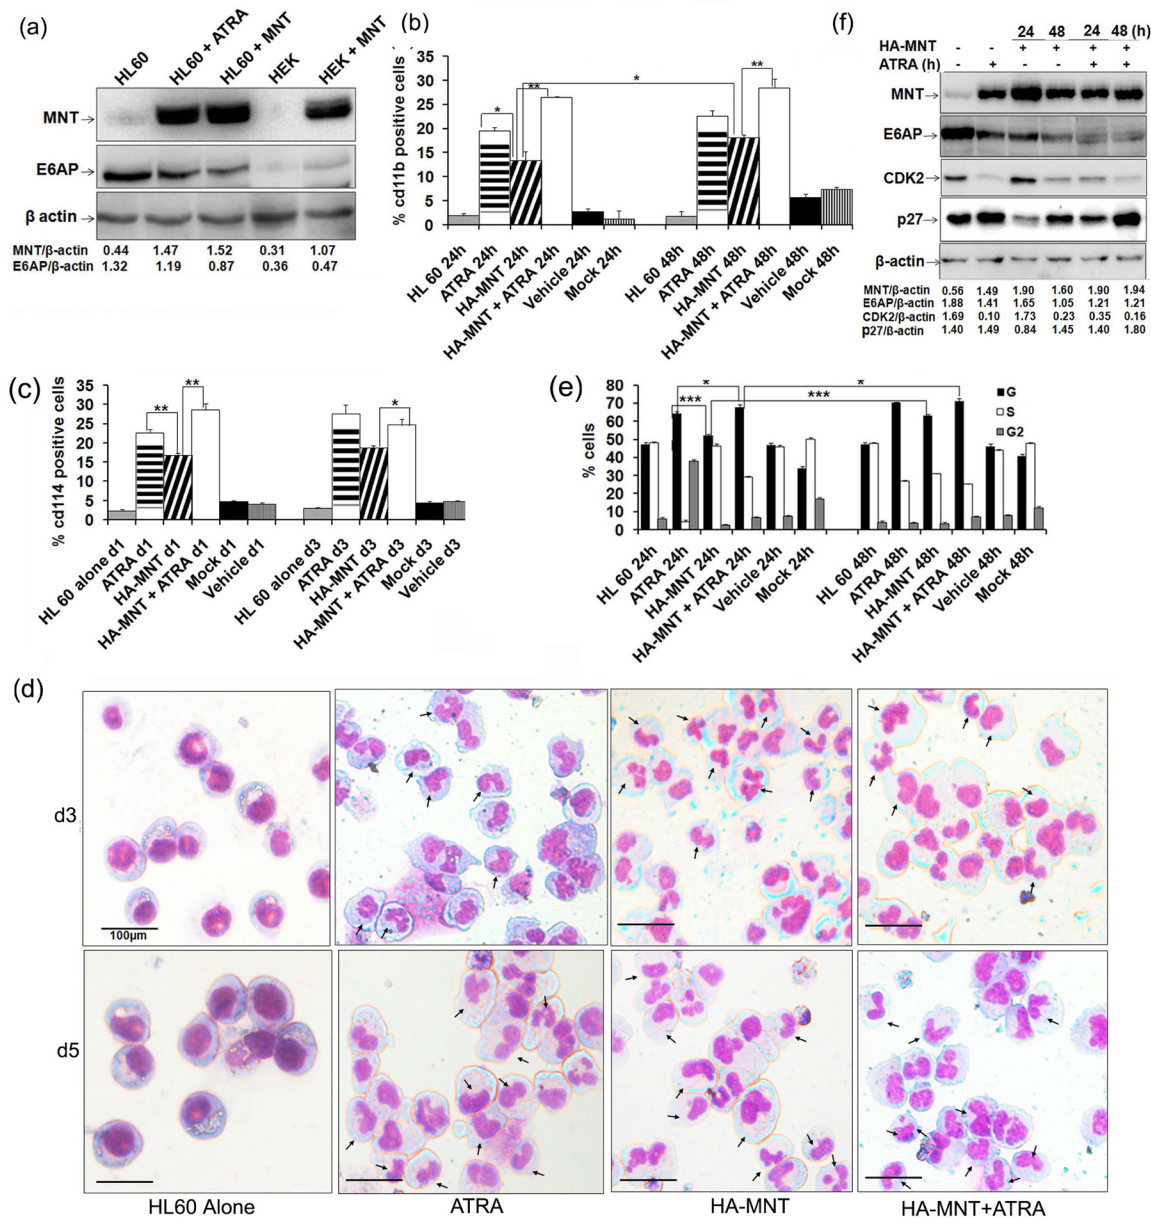 (a)
HL60
HL60 + ATRA
HL60 + MNT
HEK
HEK + MNT
MNT
E6AP
β actin
MNT/β-actin 0.44 1.47 1.52 0.31 1.07
E6AP/β-actin 1.32 1.19 0.87 0.36 0.47
(b)
% cd11b positive cells
35
30
25
20
15
10
5
0
* ** * **
HL 60 24h
ATRA 24h
HA-MNT 24h
HA-MNT + ATRA 24h
Vehicle 24h
Mock 24h
HL 60 48h
ATRA 48h
HA-MNT 48h
HA-MNT + ATRA 48h
Vehicle 48h
Mock 48h
(f)
24 48 24 48 (h)
HA-MNT - - + + + +
ATRA (h) - + - - + +
MNT
E6AP
CDK2
p27
β-actin
MNT/β-actin 0.56 1.49 1.90 1.60 1.90 1.94
E6AP/β-actin 1.88 1.41 1.65 1.05 1.21 1.21
CDK2/β-actin 1.69 0.10 1.73 0.23 0.35 0.16
p27/β-actin 1.40 1.49 0.84 1.45 1.40 1.80
(c)
% cd114 positive cells
35
30
25
20
15
10
5
0
** ** *
HL 60 alone d1
ATRA d1
HA-MNT d1
HA-MNT + ATRA d1
Mock d1
Vehicle d1
HL 60 alone d3
ATRA d3
HA-MNT d3
HA-MNT + ATRA d3
Mock d3
Vehicle d3
(e)
% cells
80
70
60
50
40
30
20
10
0
* *
*** ***
G
S
G2
HL 60 24h
ATRA 24h
HA-MNT 24h
HA-MNT + ATRA 24h
Vehicle 24h
Mock 24h
HL 60 48h
ATRA 48h
HA-MNT 48h
HA-MNT + ATRA 48h
Vehicle 48h
Mock 48h
(d)
d3
100µm
d5
HL60 Alone
ATRA
HA-MNT
HA-MNT+ATRA